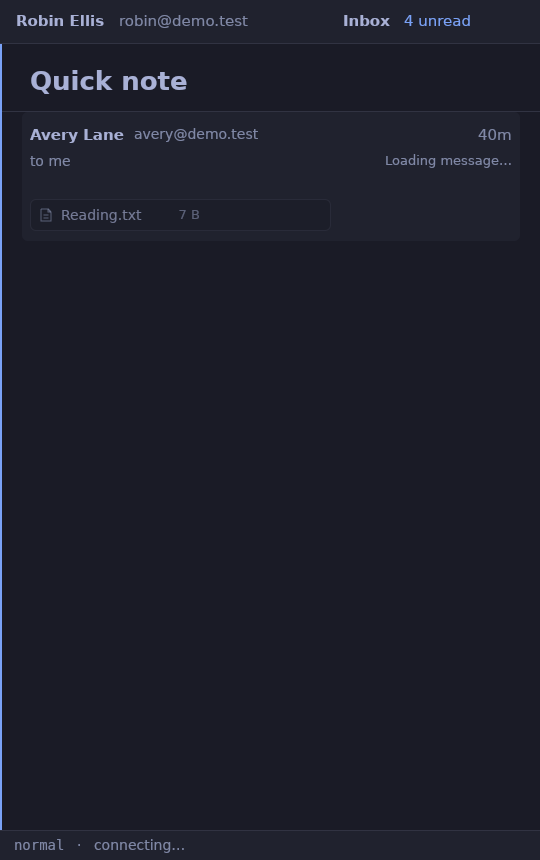 Robin Ellis robin@demo.test Inbox 4 unread
Quick note
Avery Lane avery@demo.test 40m
to me Loading message…
Reading.txt 7 B
normal · connecting…